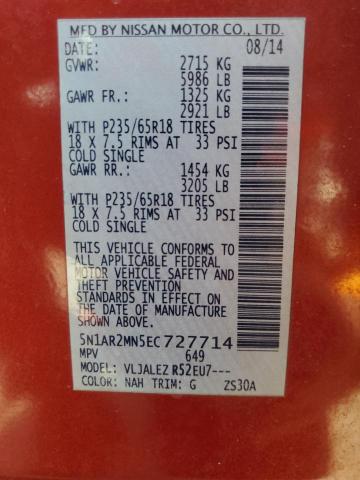 MFD BY NISSAN MOTOR CO., LTD.
DATE: 08/14
GVWR: 2715 KG
5986 LB
GAWR FR.: 1325 KG
2921 LB
WITH P235/65R18 TIRES
18 X 7.5 RIMS AT 33 PSI
COLD SINGLE
GAWR RR.: 1454 KG
3205 LB
WITH P235/65R18 TIRES
18 X 7.5 RIMS AT 33 PSI
COLD SINGLE
THIS VEHICLE CONFORMS TO
ALL APPLICABLE FEDERAL
MOTOR VEHICLE SAFETY AND
THEFT PREVENTION
STANDARDS IN EFFECT ON THE
DATE OF MANUFACTURE
SHOWN ABOVE.
5N1AR2MN5EC727714
MPV 649
MODEL: VLJALEZ RS2EU7---
COLOR: NAH TRIM: G ZS30A